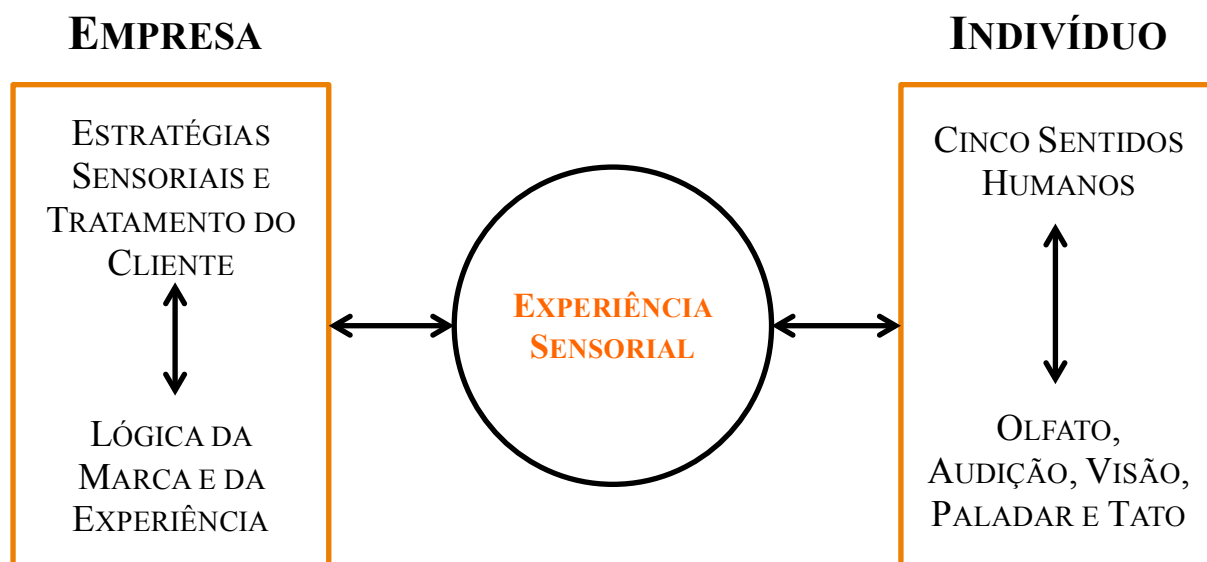 EMPRESA
ESTRATÉGIAS
SENSORIAIS E
TRATAMENTO DO
CLIENTE
LÓGICA DA
MARCA E DA
EXPERIÊNCIA
EXPERIÊNCIA
SENSORIAL
INDIVÍDUO
CINCO SENTIDOS
HUMANOS
OLFATO,
AUDIÇÃO, VISÃO,
PALADAR E TATO